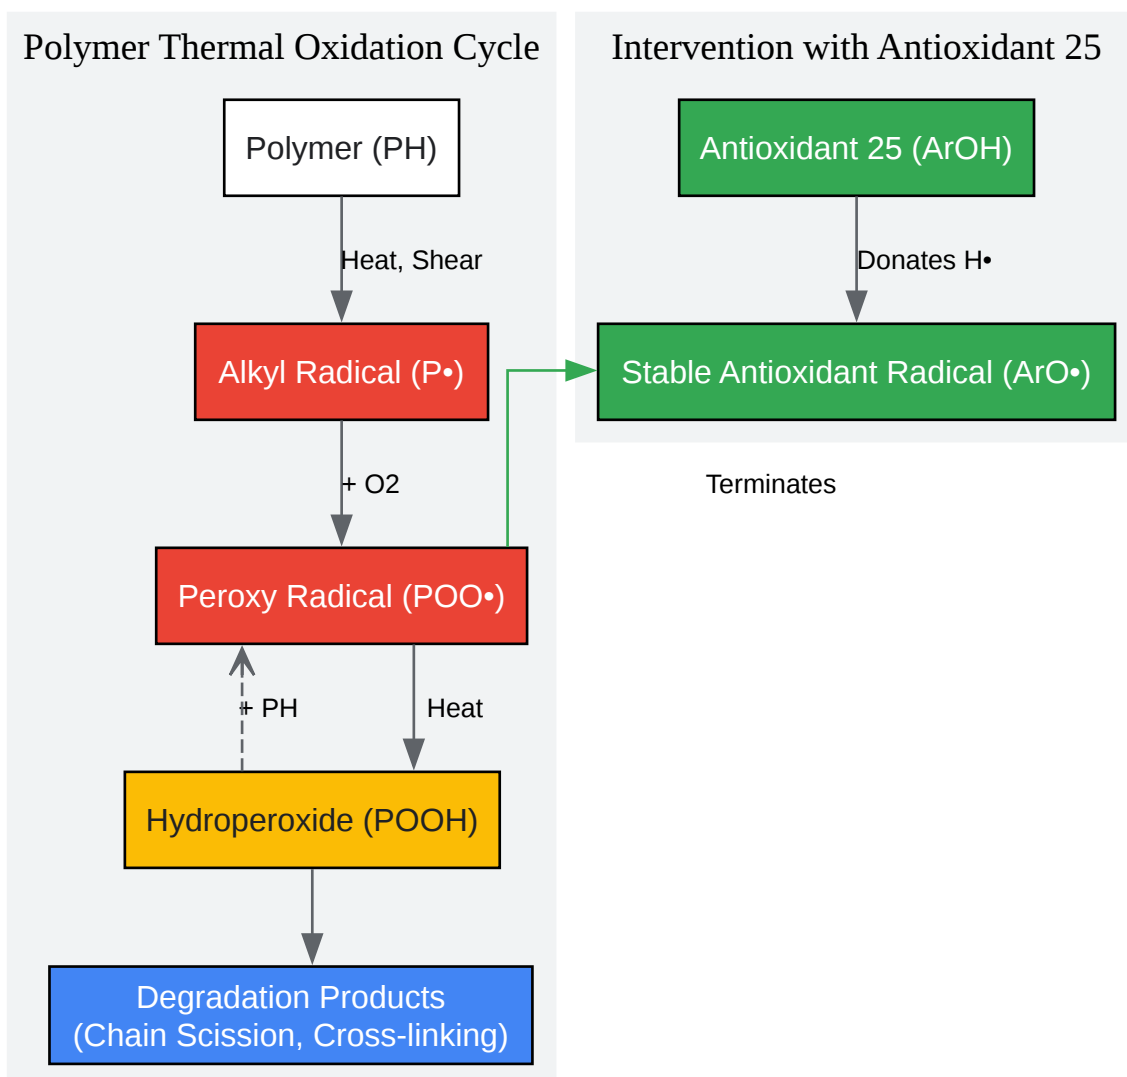 Polymer Thermal Oxidation Cycle
Polymer (PH)
Heat, Shear
Alkyl Radical (P•)
+ O2
Peroxy Radical (POO•)
+ PH
Heat
Hydroperoxide (POOH)
Degradation Products
(Chain Scission, Cross-linking)
Intervention with Antioxidant 25
Antioxidant 25 (ArOH)
Donates H•
Stable Antioxidant Radical (ArO•)
Terminates